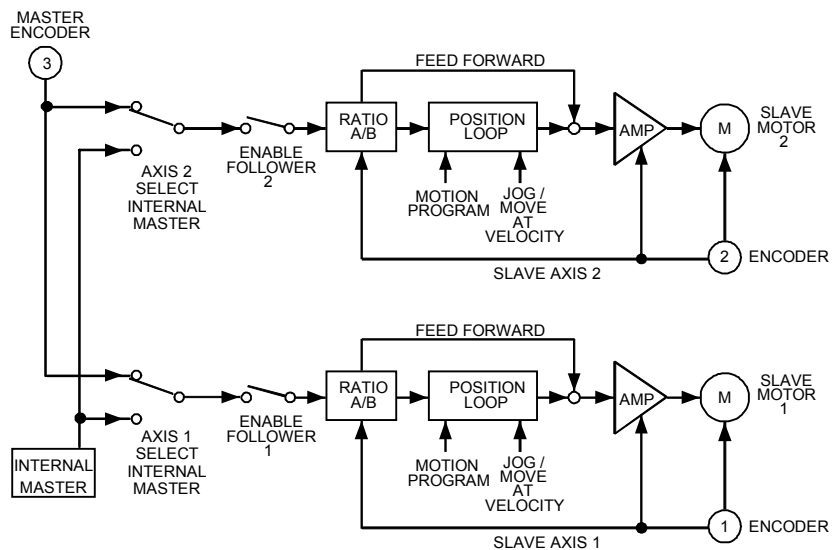 MASTER
ENCODER
3
FEED FORWARD
RATIO
A/B
POSITION
LOOP
AMP
M
SLAVE
MOTOR
2
AXIS 2
SELECT
INTERNAL
MASTER
ENABLE
FOLLOWER
2
MOTION
PROGRAM
JOG /
MOVE
AT
VELOCITY
2
ENCODER
SLAVE AXIS 2
FEED FORWARD
RATIO
A/B
POSITION
LOOP
AMP
M
SLAVE
MOTOR
1
AXIS 1
SELECT
INTERNAL
MASTER
ENABLE
FOLLOWER
1
INTERNAL
MASTER
MOTION
PROGRAM
JOG /
MOVE
AT
VELOCITY
1
ENCODER
SLAVE AXIS 1